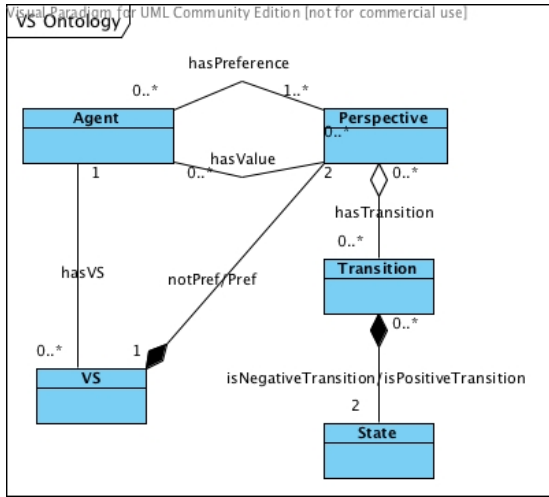 Visual Paradigm for UML Community Edition [not for commercial use]
VS Ontology
hasPreference
0..*
1..*
Agent
Perspective
0..*
hasValue
1
0..*
2
0..*
hasTransition
0..*
Transition
hasVS
notPref/Pref
0..*
0..*
1
VS
isNegativeTransition/isPositiveTransition
2
State